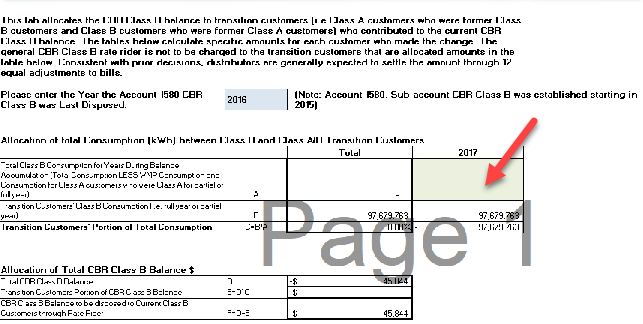 This tab allocates the CBR Class B balance to transition customers (i.e Class A customers who were former Class
B customers and Class B customers who were former Class A customers) who contributed to the current CBR
Class B balance. The tables below calculate specific amounts for each customer who made the change. The
general CBR Class B rate rider is not to be charged to the transition customers that are allocated amounts in the
table below. Consistent with prior decisions, distributors are generally expected to settle the amount through 12
equal adjustments to bills.
Please enter the Year the Account 1580 CBR
Class B was Last Disposed.
2016
(Note: Account 1580, Sub-account CBR Class B was established starting in
2015)
Allocation of Total Consumption (kWh) between Class B and Class A/B Transition Customers
Total 2017
Total Class B Consumption for Years During Balance
Accumulation (Total Consumption LESS WMP Consumption and
Consumption for Class A customers who were Class A for partial or
full year) A -
Transition Customers' Class B Consumption (i.e. full year or partial
year) B 97,679,763 97,679,763
Transition Customers' Portion of Total Consumption C=B/A
Page 1
Allocation of Total CBR Class B Balance $
Total CBR Class B Balance D -$ 45,844
Transition Customers Portion of CBR Class B Balance E=D*C $
CBR Class B Balance to be disposed to Current Class B
Customers through Rate Rider F=D-E $ 45,844